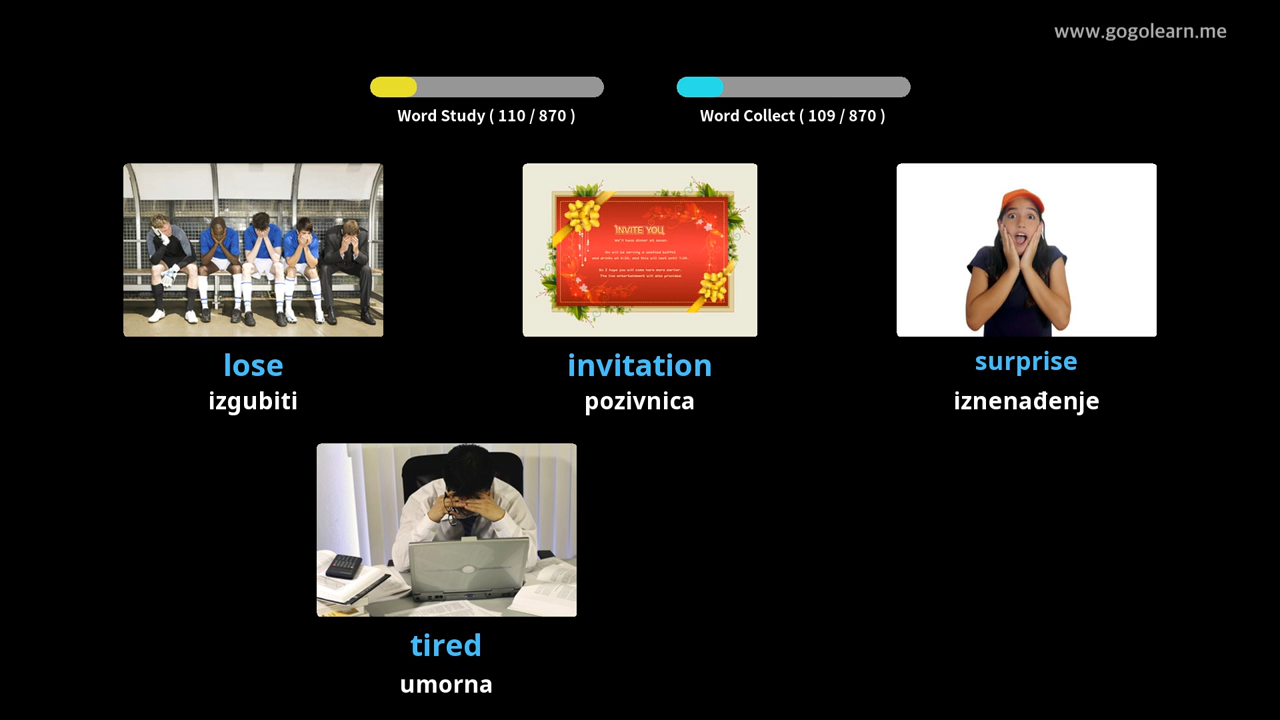 www.gogolearn.me
Word Study ( 110 / 870 )
Word Collect ( 109 / 870 )
INVITE YOU
lose
invitation
surprise
izgubiti
pozivnica
iznenađenje
tired
umorna